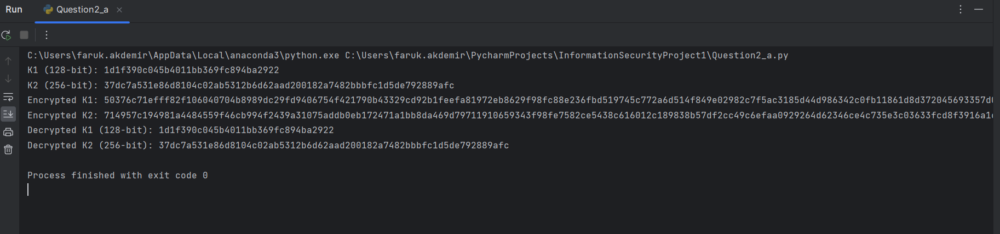 Run
Question2_a
C:\Users\faruk.akdemir\AppData\Local\anaconda3\python.exe C:\Users\faruk.akdemir\PycharmProjects\InformationSecurityProject1\Question2_a.py
K1 (128-bit): 1d1f390c045b4011bb369fc894ba2922
K2 (256-bit): 37dc7a531e86d8104c02ab5312b6d62aad200182a7482bbbfc1d5de792889afc
Encrypted K1: 50376c71efff82f106040704b8989dc29fd9406754f421790b43329cd92b1feefa81972eb8629f98fc88e236fbd519745c772a6d514f849e02982c7f5ac3185d44d986342c0fb11861d8d372045693357d
Encrypted K2: 714957c194981a4484559f46cb994f2439a31075addb0eb172471a1bb8da469d79711910659343f98fe7582ce5438c616012c189838b57df2cc49c6efaa0929264d62346ce4c735e3c03633fcd8f3916a1
Decrypted K1 (128-bit): 1d1f390c045b4011bb369fc894ba2922
Decrypted K2 (256-bit): 37dc7a531e86d8104c02ab5312b6d62aad200182a7482bbbfc1d5de792889afc
Process finished with exit code 0